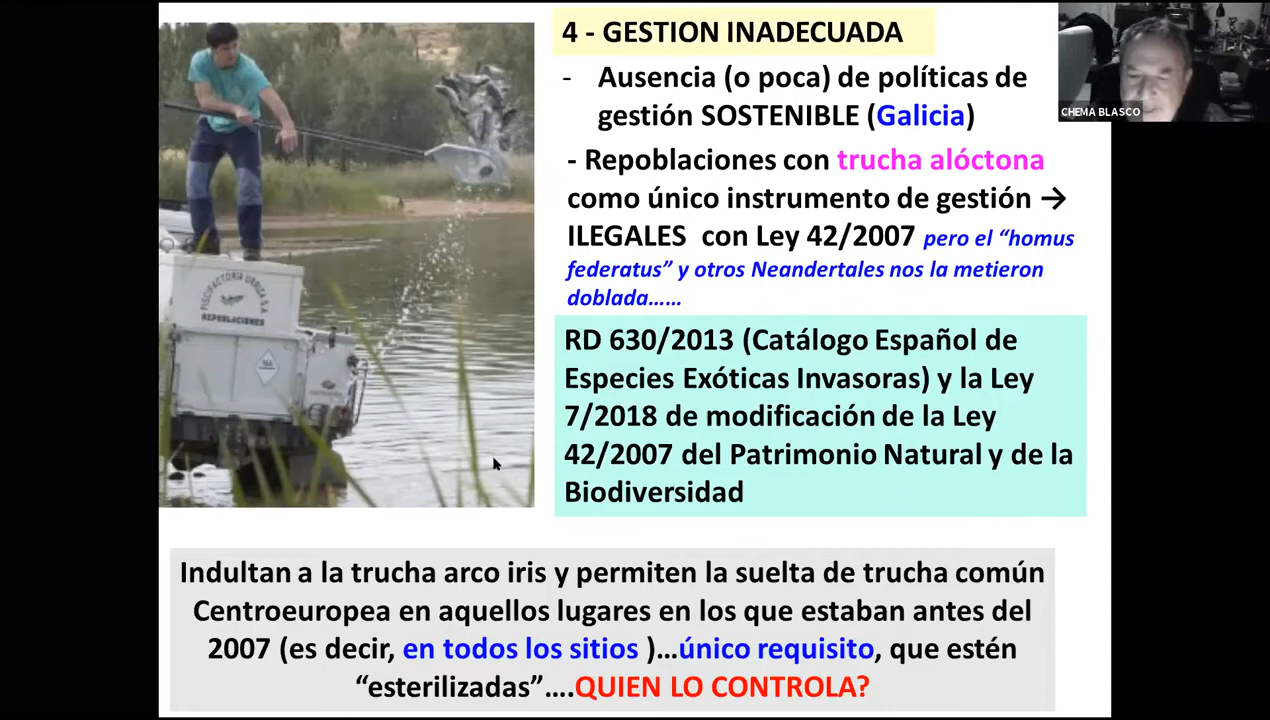 4 - GESTION INADECUADA
- Ausencia (o poca) de políticas de
gestión SOSTENIBLE (Galicia)
- Repoblaciones con trucha alóctona
como único instrumento de gestión →
ILEGALES con Ley 42/2007 pero el “homus
federatus” y otros Neandertales nos la metieron
doblada……
RD 630/2013 (Catálogo Español de
Especies Exóticas Invasoras) y la Ley
7/2018 de modificación de la Ley
42/2007 del Patrimonio Natural y de la
Biodiversidad
Indultan a la trucha arco iris y permiten la suelta de trucha común
Centroeuropea en aquellos lugares en los que estaban antes del
2007 (es decir, en todos los sitios )…único requisito, que estén
“esterilizadas”….QUIEN LO CONTROLA?
CHEMA BLASCO
PISCIFACTORIA
S.A.
REPOBLACIONES